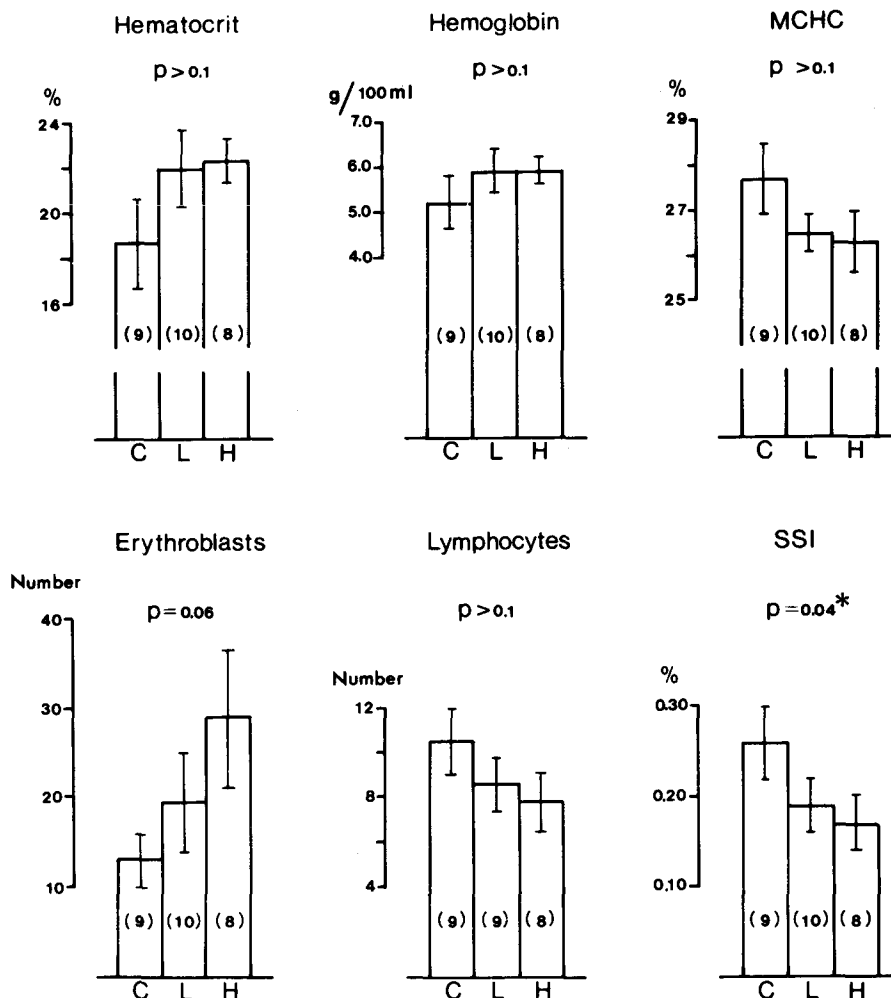 Hematocrit
p > 0.1
%
24
20
16
(9) (10) (8)
C L H
Hemoglobin
p > 0.1
g/100 ml
7.0
6.0
5.0
4.0
(9) (10) (8)
C L H
MCHC
p > 0.1
%
29
27
25
(9) (10) (8)
C L H
Erythroblasts
Number
p = 0.06
40
30
20
10
(9) (10) (8)
C L H
Lymphocytes
p > 0.1
Number
12
8
4
(9) (9) (8)
C L H
SSI
p = 0.04*
%
0.30
0.20
0.10
(9) (10) (8)
C L H